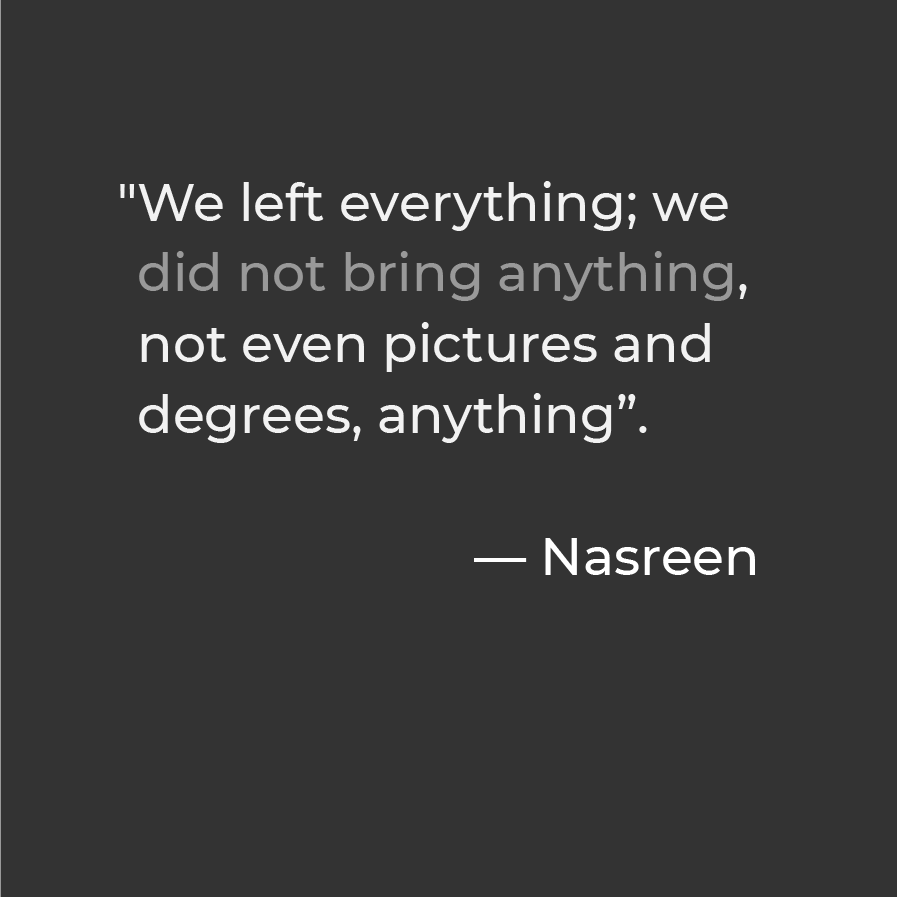 "We left everything; we
did not bring anything,
not even pictures and
degrees, anything”.
— Nasreen